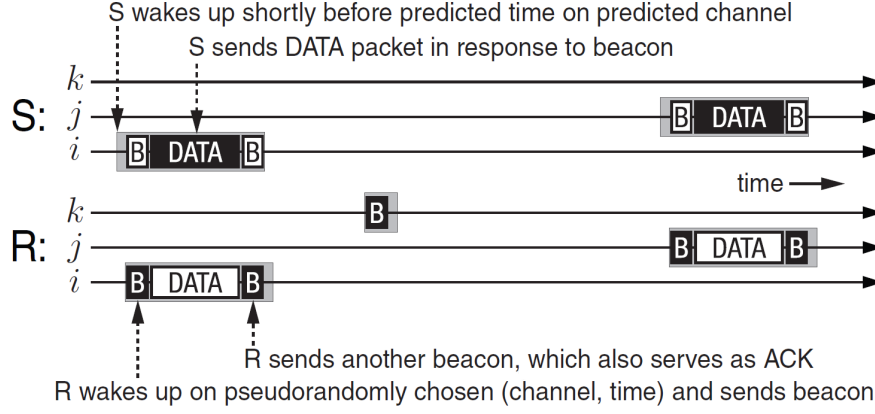 S wakes up shortly before predicted time on predicted channel
S sends DATA packet in response to beacon
k
S: j B DATA B
i B DATA B
time
k B
R: j B DATA B
i B DATA B
R sends another beacon, which also serves as ACK
R wakes up on pseudorandomly chosen (channel, time) and sends beacon